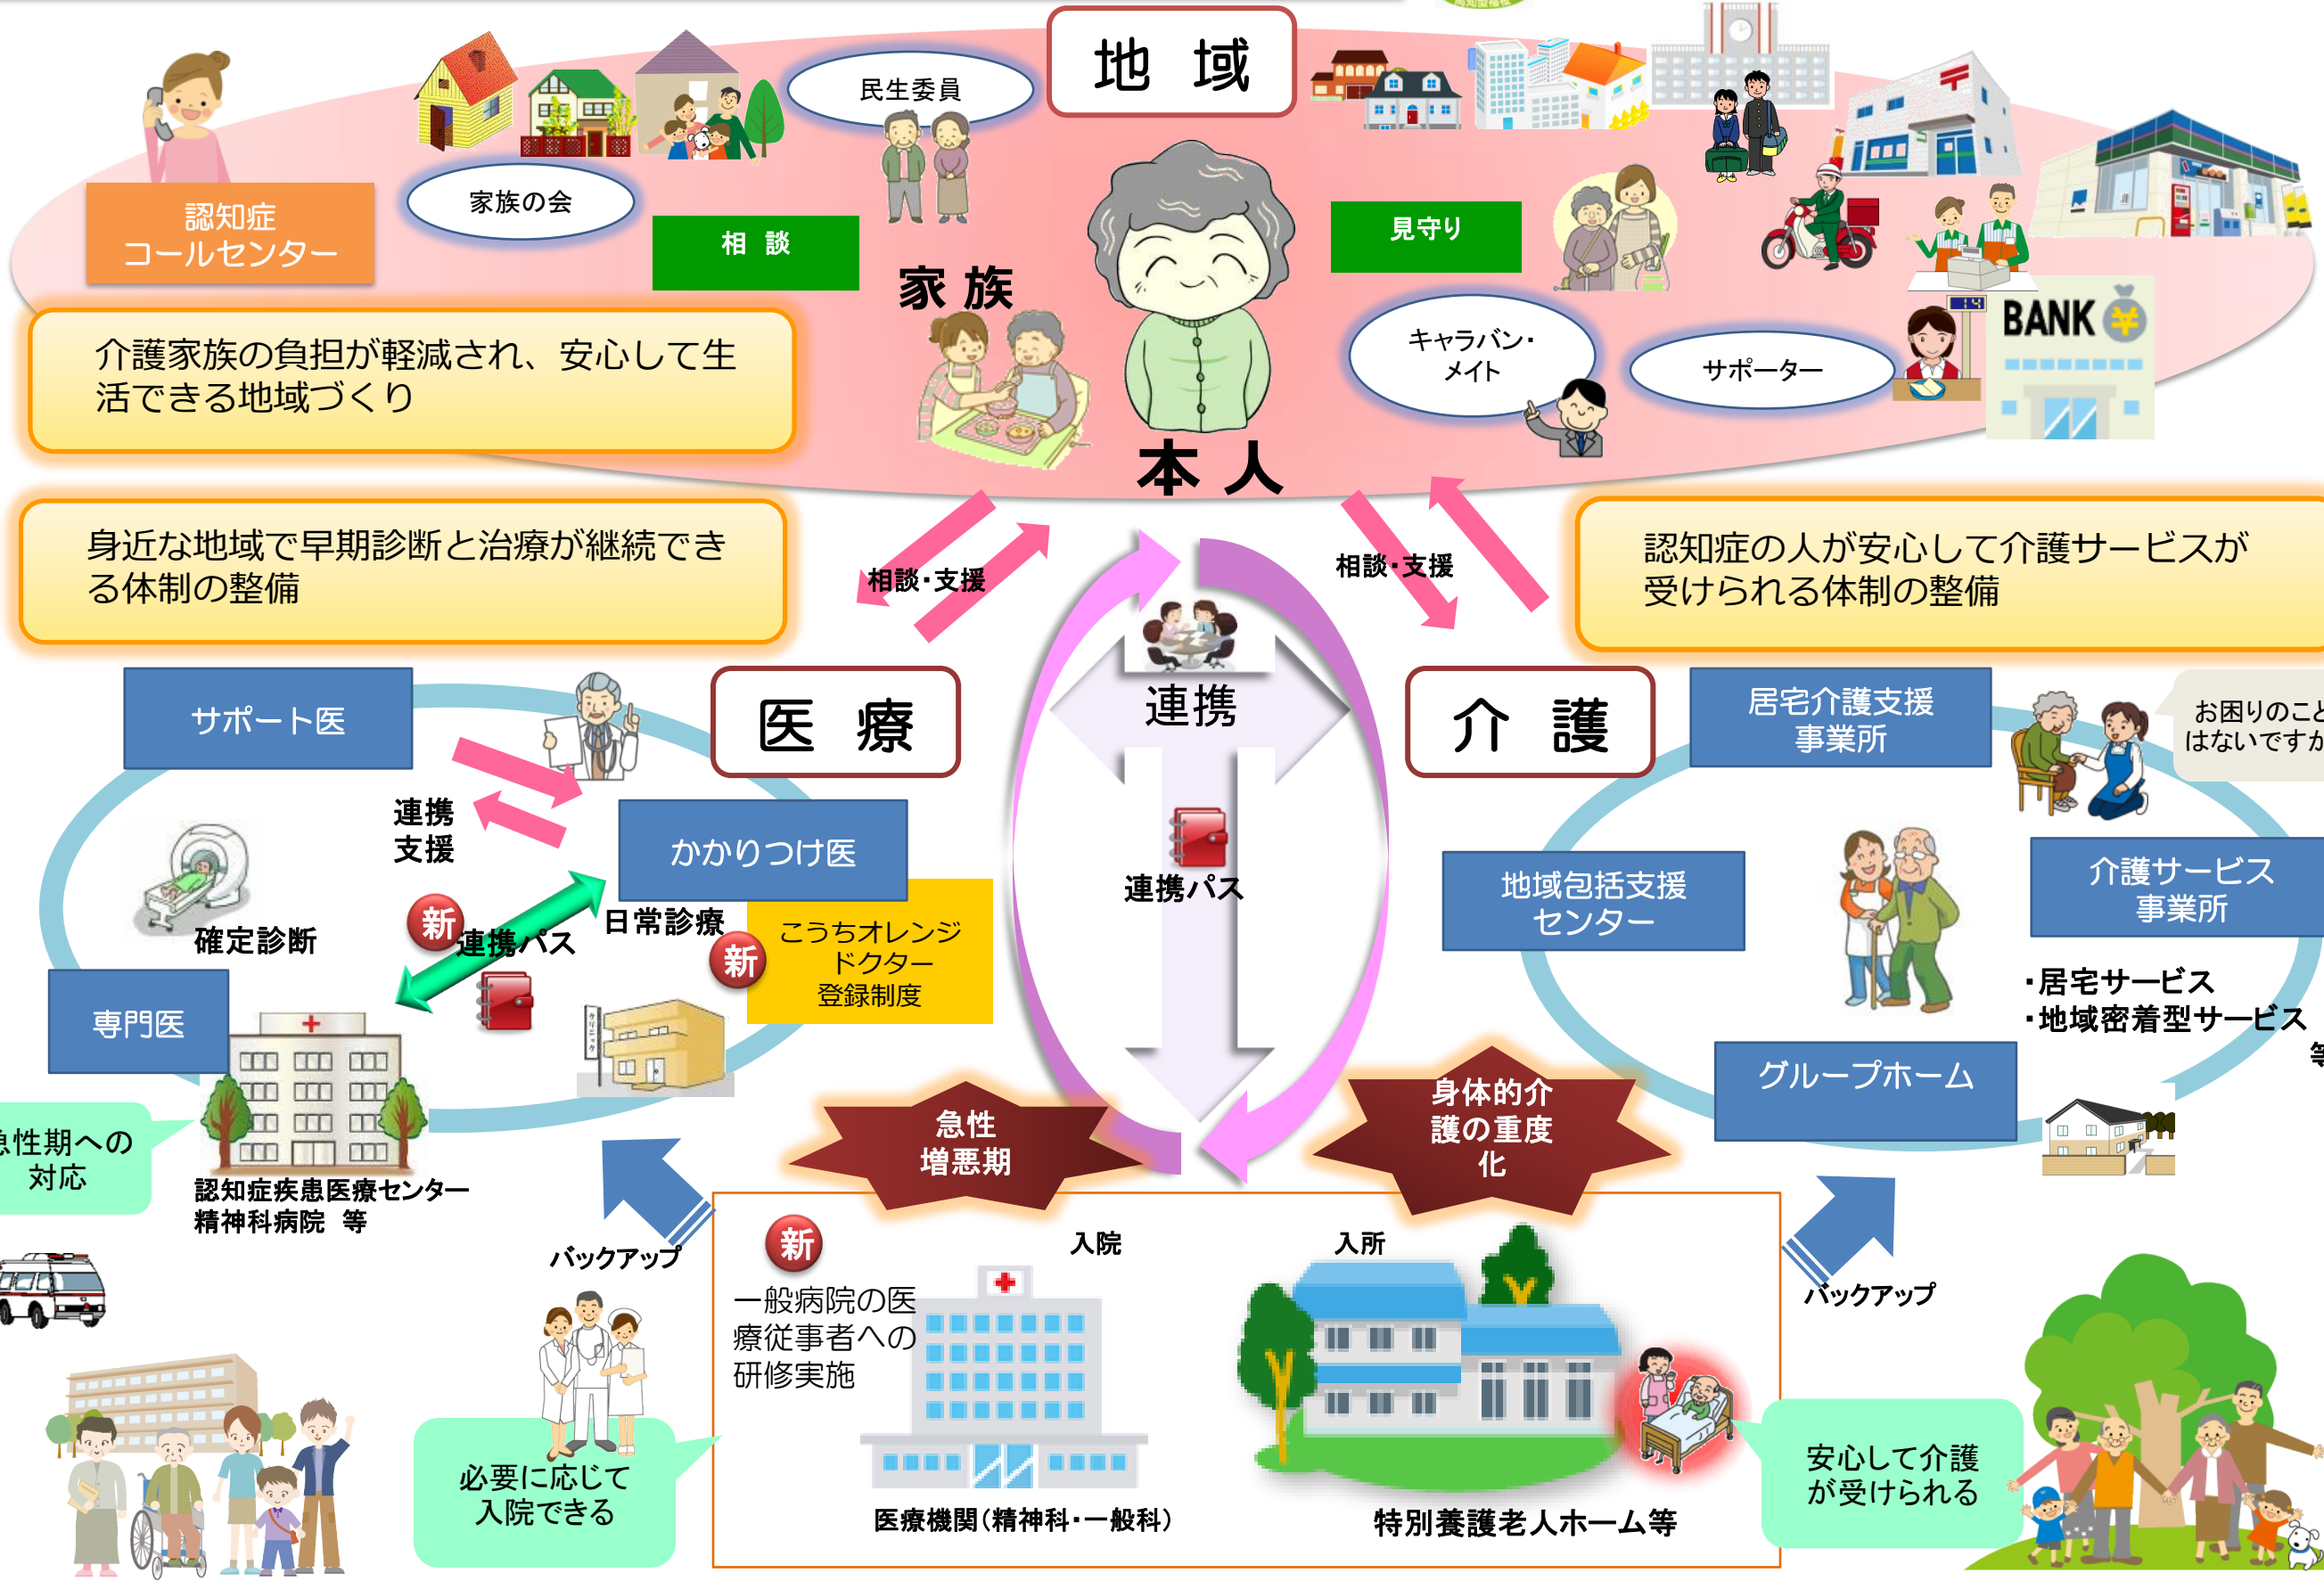 地 域
民生委員
家族の会
認知症
コールセンター
相 談
家 族
見守り
キャラバン・
メイト
サポーター
BANK
本 人
介護家族の負担が軽減され、安心して生
活できる地域づくり
身近な地域で早期診断と治療が継続でき
る体制の整備
認知症の人が安心して介護サービスが
受けられる体制の整備
相談・支援
相談・支援
連携
連携パス
医 療
サポート医
連携
支援
かかりつけ医
日常診療
新
連携パス
確定診断
新
こうちオレンジ
ドクター
登録制度
専門医
クリニック
急性期への
対応
認知症疾患医療センター
精神科病院 等
介 護
居宅介護支援
事業所
お困りのこと
はないですか
地域包括支援
センター
介護サービス
事業所
・居宅サービス
・地域密着型サービス
等
グループホーム
急性
増悪期
身体的介
護の重度
化
バックアップ
バックアップ
新
一般病院の医
療従事者への
研修実施
入院
入所
医療機関（精神科・一般科）
特別養護老人ホーム等
必要に応じて
入院できる
安心して介護
が受けられる